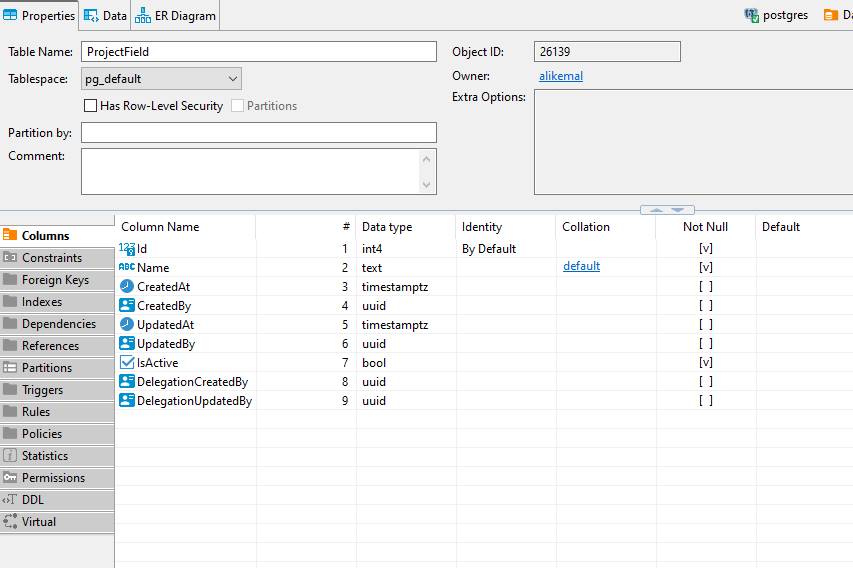 Properties Data ER Diagram postgres Da
Table Name: ProjectField Object ID: 26139
Tablespace: pg_default Owner: alikemal
Has Row-Level Security Partitions Extra Options:
Partition by:
Comment:
Columns Column Name # Data type Identity Collation Not Null Default
Constraints
Foreign Keys
Indexes
Dependencies
References
Partitions
Triggers
Rules
Policies
Statistics
Permissions
DDL
Virtual
123 Id 1 int4 By Default [v]
ABC Name 2 text default [v]
CreatedAt 3 timestamptz [ ]
CreatedBy 4 uuid [ ]
UpdatedAt 5 timestamptz [ ]
UpdatedBy 6 uuid [ ]
IsActive 7 bool [v]
DelegationCreatedBy 8 uuid [ ]
DelegationUpdatedBy 9 uuid [ ]